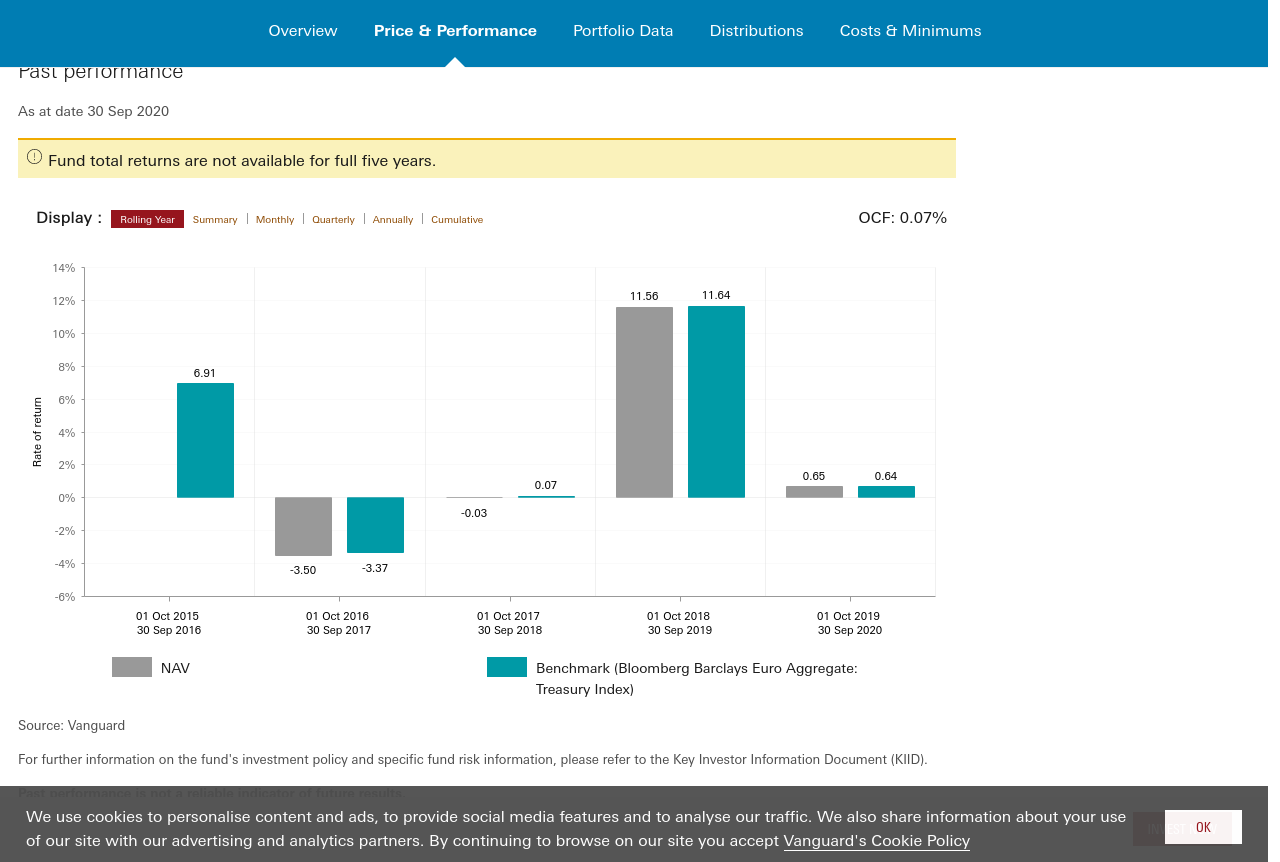 Overview Price & Performance Portfolio Data Distributions Costs & Minimums
Past performance
As at date 30 Sep 2020
Fund total returns are not available for full five years.
Display : Rolling Year Summary Monthly Quarterly Annually Cumulative OCF: 0.07%
14%
12%
10%
8%
6%
4%
2%
0%
-2%
-4%
-6%
Rate of return
6.91
-3.50
-3.37
-0.03
0.07
11.56
11.64
0.65
0.64
01 Oct 2015
30 Sep 2016
01 Oct 2016
30 Sep 2017
01 Oct 2017
30 Sep 2018
01 Oct 2018
30 Sep 2019
01 Oct 2019
30 Sep 2020
NAV
Benchmark (Bloomberg Barclays Euro Aggregate:
Treasury Index)
Source: Vanguard
For further information on the fund's investment policy and specific fund risk information, please refer to the Key Investor Information Document (KIID).
Past performance is not a reliable indicator of future results.
We use cookies to personalise content and ads, to provide social media features and to analyse our traffic. We also share information about your use
of our site with our advertising and analytics partners. By continuing to browse on our site you accept Vanguard's Cookie Policy
OK